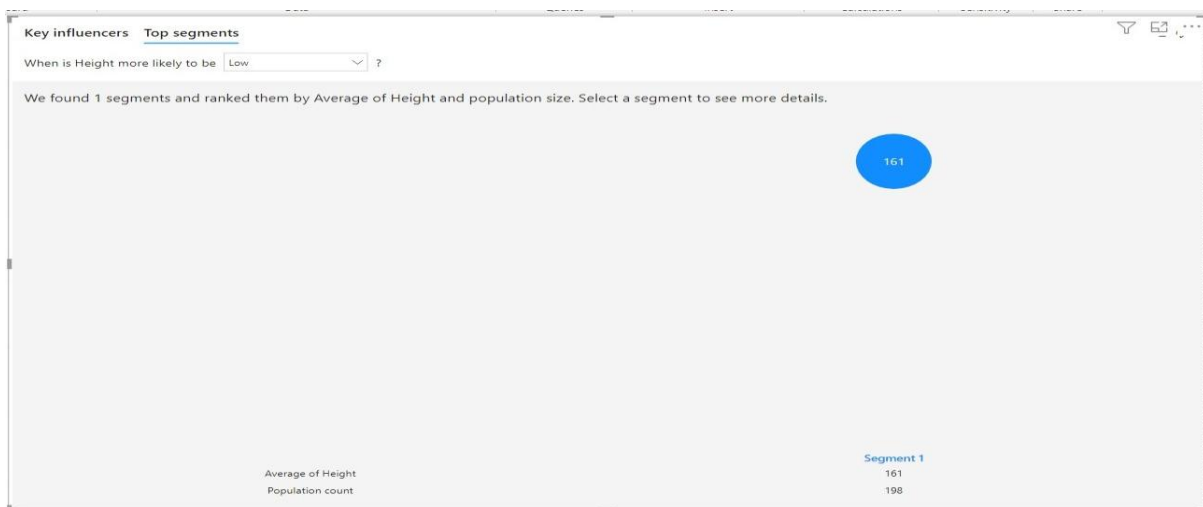 Key influencers Top segments
When is Height more likely to be Low ?
We found 1 segments and ranked them by Average of Height and population size. Select a segment to see more details.
161
Segment 1
Average of Height 161
Population count 198